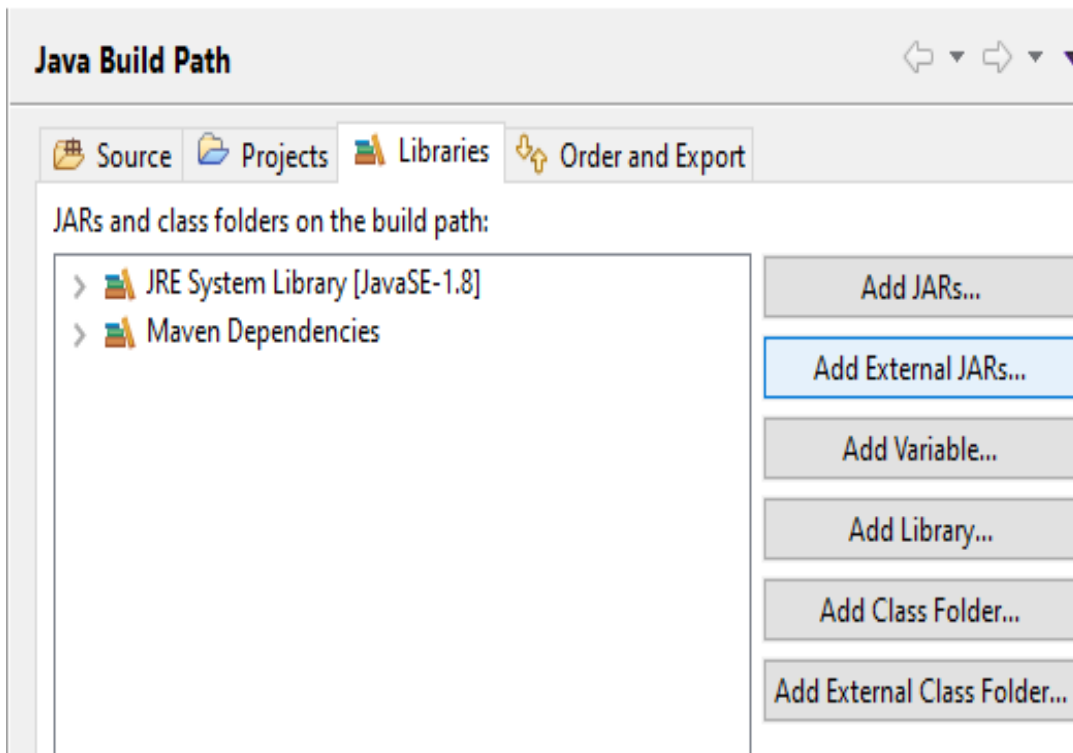 Java Build Path
Source Projects Libraries Order and Export
JARs and class folders on the build path:
JRE System Library [JavaSE-1.8]
Maven Dependencies
Add JARs...
Add External JARs...
Add Variable...
Add Library...
Add Class Folder...
Add External Class Folder...